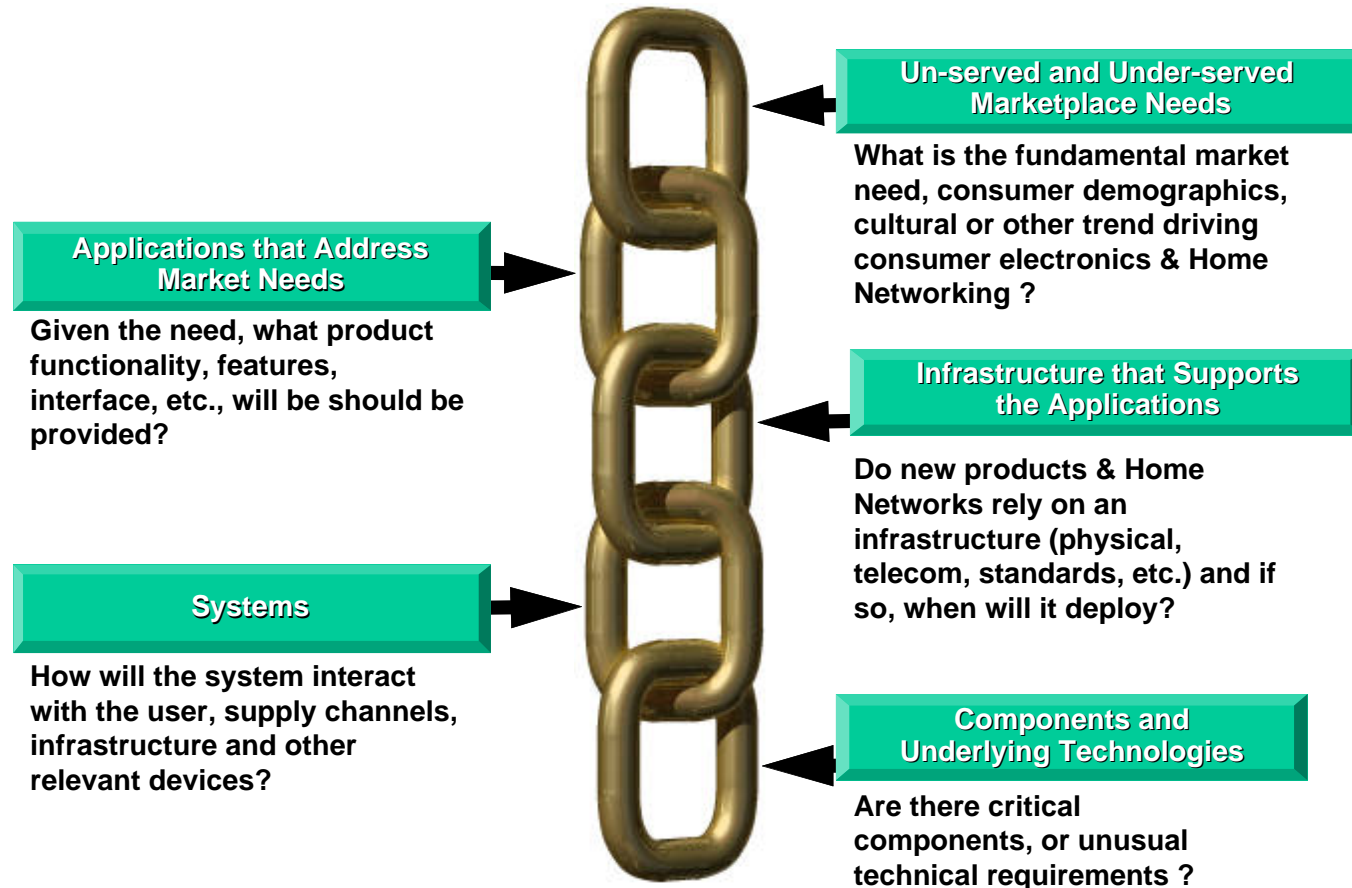 Un-served and Under-served
Marketplace Needs
What is the fundamental market
need, consumer demographics,
cultural or other trend driving
consumer electronics & Home
Networking ?
Applications that Address
Market Needs
Given the need, what product
functionality, features,
interface, etc., will be should be
provided?
Infrastructure that Supports
the Applications
Do new products & Home
Networks rely on an
infrastructure (physical,
telecom, standards, etc.) and if
so, when will it deploy?
Systems
How will the system interact
with the user, supply channels,
infrastructure and other
relevant devices?
Components and
Underlying Technologies
Are there critical
components, or unusual
technical requirements ?